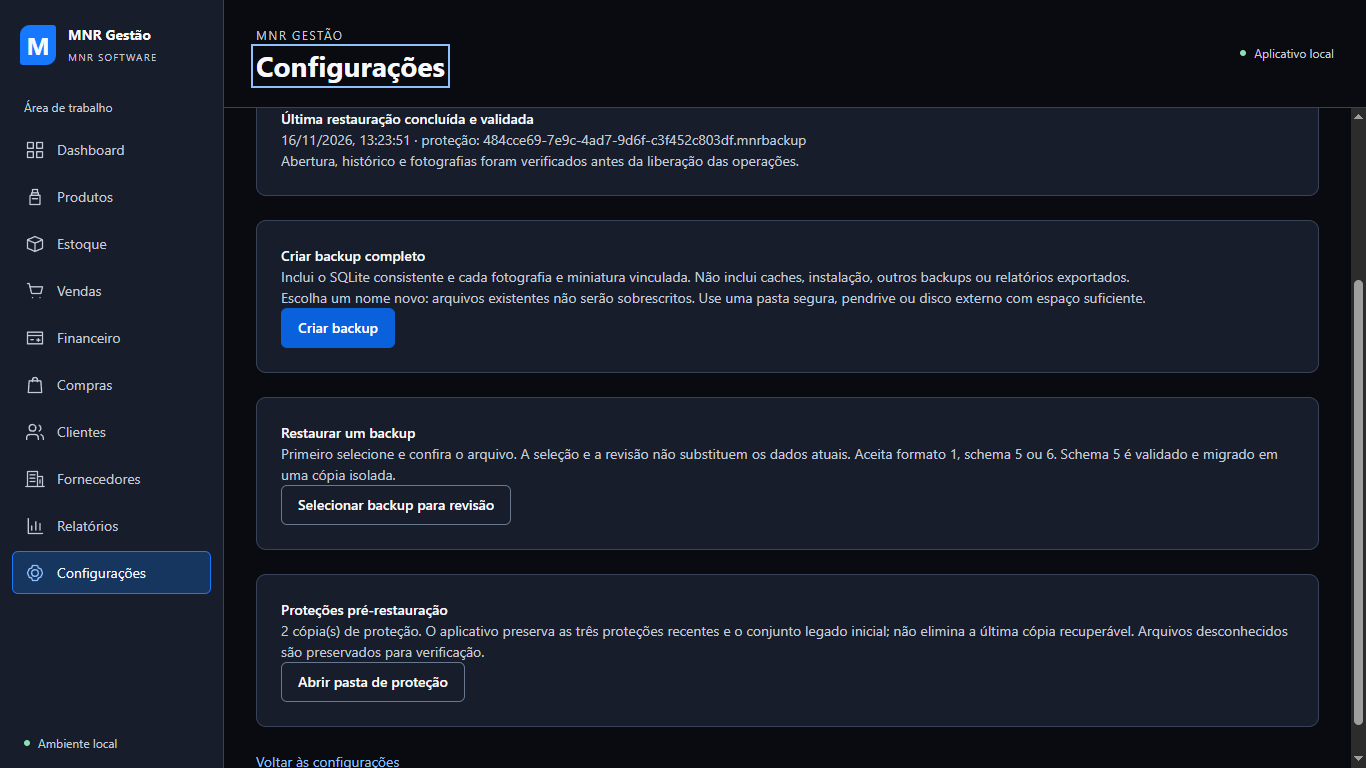 M
MNR Gestão
MNR SOFTWARE
Área de trabalho
Dashboard
Produtos
Estoque
Vendas
Financeiro
Compras
Clientes
Fornecedores
Relatórios
Configurações
Ambiente local
MNR GESTÃO
Configurações
Aplicativo local
Última restauração concluída e validada
16/11/2026, 13:23:51 · proteção: 484cce69-7e9c-4ad7-9d6f-c3f452c803df.mnrbackup
Abertura, histórico e fotografias foram verificados antes da liberação das operações.
Criar backup completo
Inclui o SQLite consistente e cada fotografia e miniatura vinculada. Não inclui caches, instalação, outros backups ou relatórios exportados.
Escolha um nome novo: arquivos existentes não serão sobrescritos. Use uma pasta segura, pendrive ou disco externo com espaço suficiente.
Criar backup
Restaurar um backup
Primeiro selecione e confira o arquivo. A seleção e a revisão não substituem os dados atuais. Aceita formato 1, schema 5 ou 6. Schema 5 é validado e migrado em
uma cópia isolada.
Selecionar backup para revisão
Proteções pré-restauração
2 cópia(s) de proteção. O aplicativo preserva as três proteções recentes e o conjunto legado inicial; não elimina a última cópia recuperável. Arquivos desconhecidos
são preservados para verificação.
Abrir pasta de proteção
Voltar às configurações